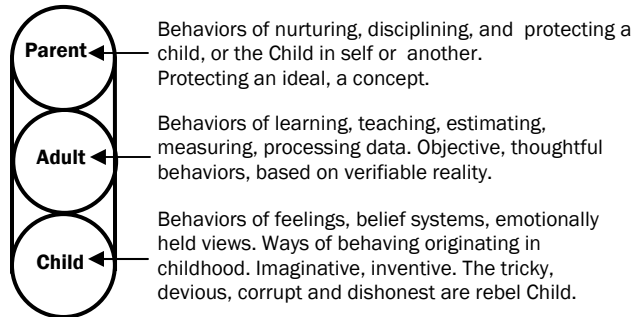 Parent
Behaviors of nurturing, disciplining, and protecting a
child, or the Child in self or another.
Protecting an ideal, a concept.
Adult
Behaviors of learning, teaching, estimating,
measuring, processing data. Objective, thoughtful
behaviors, based on verifiable reality.
Child
Behaviors of feelings, belief systems, emotionally
held views. Ways of behaving originating in
childhood. Imaginative, inventive. The tricky,
devious, corrupt and dishonest are rebel Child.